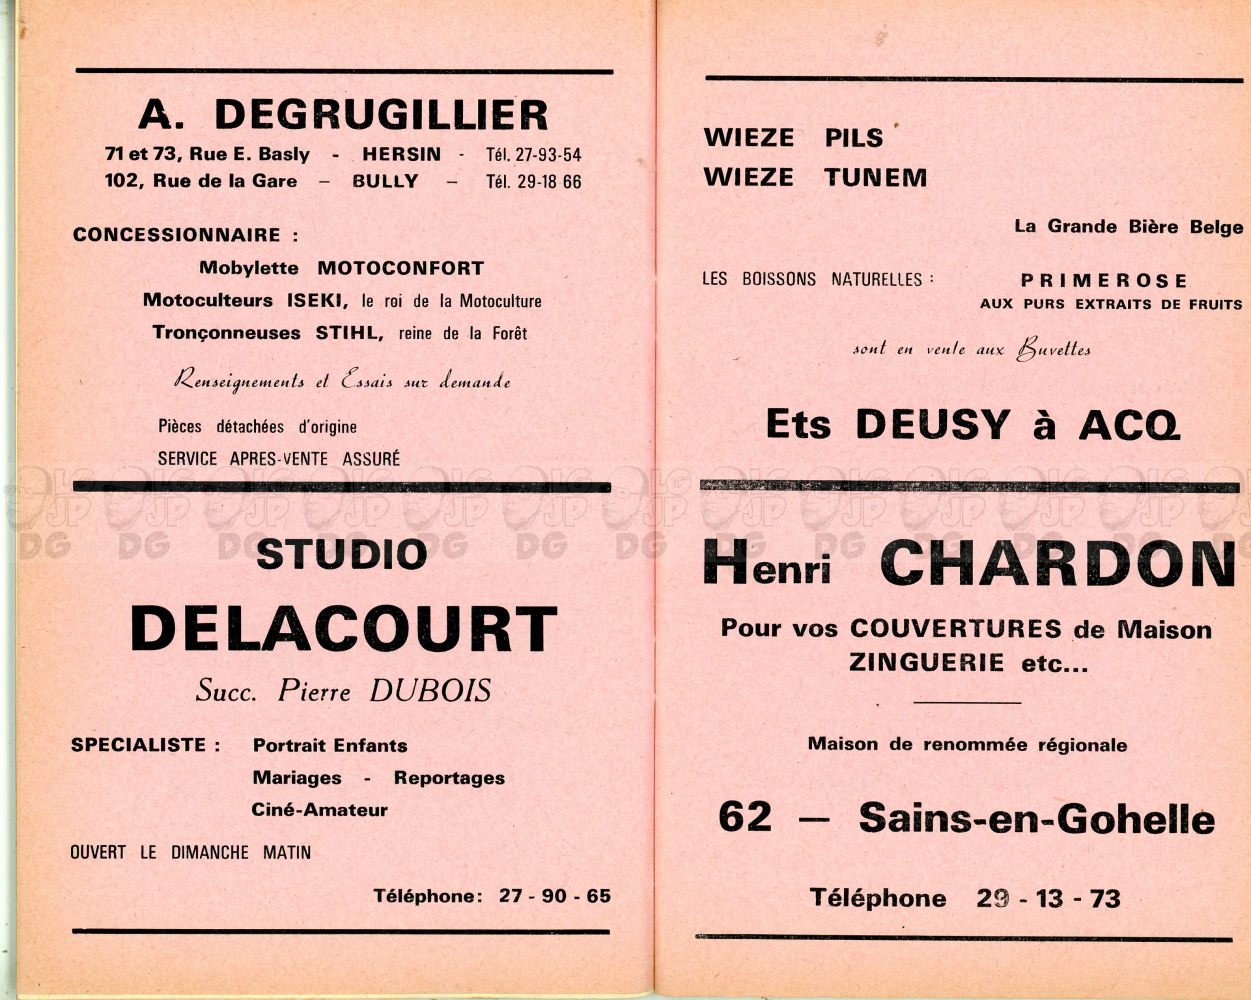 A. DEGRUGILLIER
71 et 73, Rue E. Basly - HERSIN - Tél. 27-93-54
102, Rue de la Gare – BULLY – Tél. 29-18 66
CONCESSIONNAIRE :
Mobylette MOTOCONFORT
Motoculteurs ISEKI, le roi de la Motoculture
Tronçonneuses STIHL, reine de la Forêt
Renseignements et Essais sur demande
Pièces détachées d'origine
SERVICE APRES-VENTE ASSURÉ
STUDIO
DELACOURT
Succ. Pierre DUBOIS
SPECIALISTE : Portrait Enfants
Mariages - Reportages
Ciné-Amateur
OUVERT LE DIMANCHE MATIN
Téléphone: 27 - 90 - 65
WIEZE PILS
WIEZE TUNEM
La Grande Bière Belge
LES BOISSONS NATURELLES : PRIMEROSE
AUX PURS EXTRAITS DE FRUITS
sont en vente aux Buvettes
Ets DEUSY à ACQ
Henri CHARDON
Pour vos COUVERTURES de Maison
ZINGUERIE etc...
Maison de renommée régionale
62 — Sains-en-Gohelle
Téléphone 29 - 13 - 73